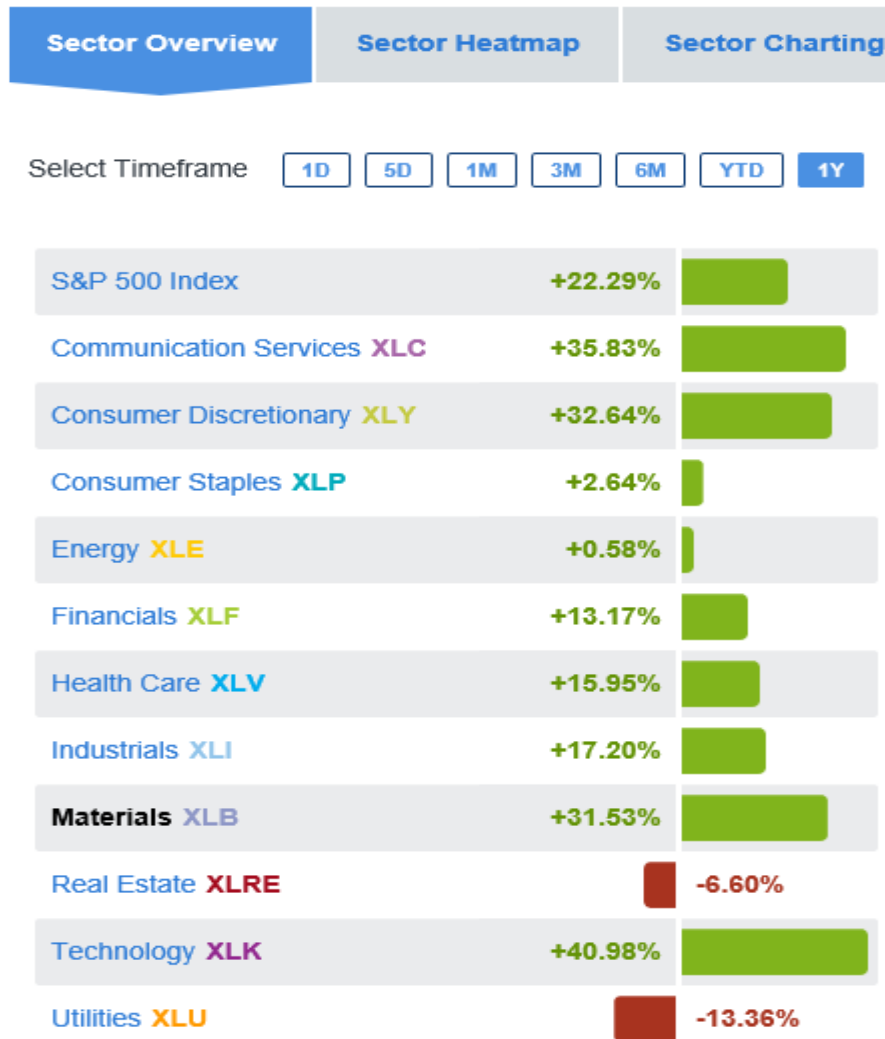 Sector Overview Sector Heatmap Sector Charting
Select Timeframe 1D 5D 1M 3M 6M YTD 1Y
S&P 500 Index +22.29%
Communication Services XLC +35.83%
Consumer Discretionary XLY +32.64%
Consumer Staples XLP +2.64%
Energy XLE +0.58%
Financials XLF +13.17%
Health Care XLV +15.95%
Industrials XLI +17.20%
Materials XLB +31.53%
Real Estate XLRE -6.60%
Technology XLK +40.98%
Utilities XLU -13.36%